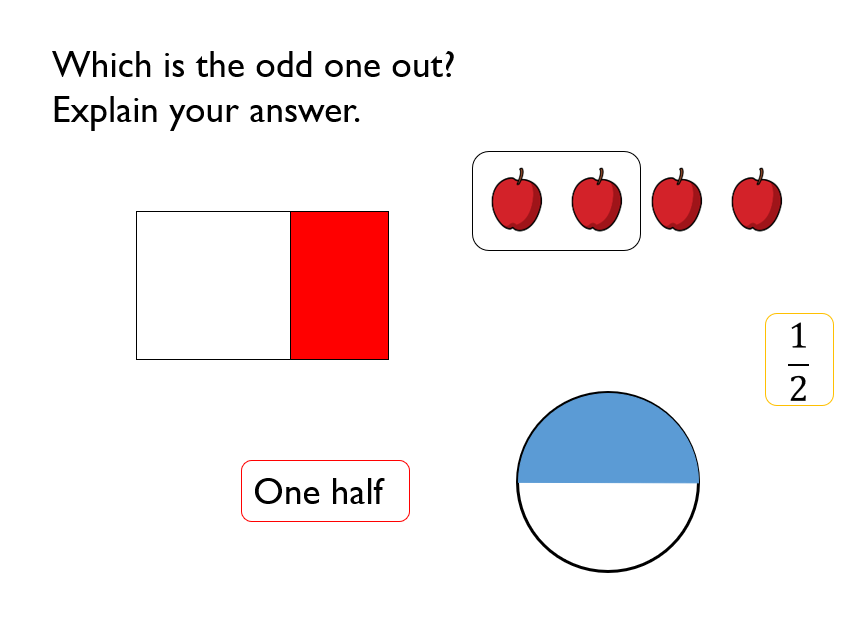 Which is the odd one out?
Explain your answer.
1
2
One half